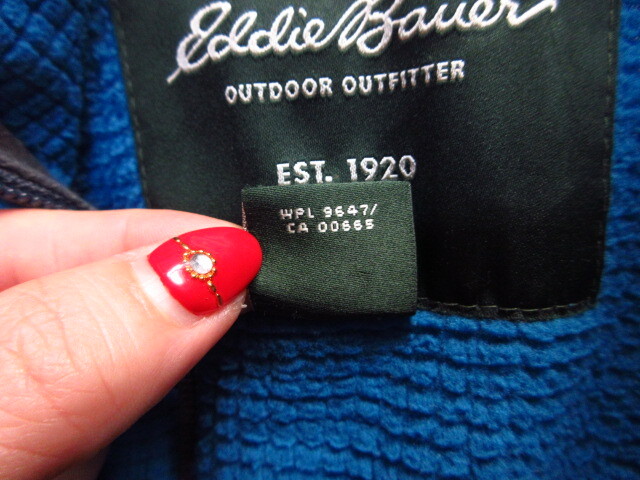 Eddie Bauer
OUTDOOR OUTFITTER
EST. 1920
WPL 9647/
CA 00665